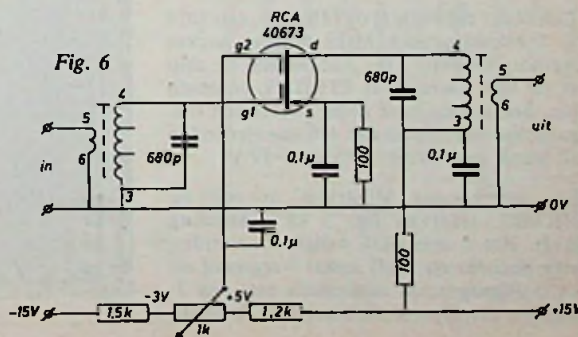 RCA
40673
Fig. 6
g2
d
g1
s
4
5
6
3
in
680p
0,1µ
100
680p
4
3
5
6
uit
0,1µ
0V
0,1µ
100
-15V
1,5k
-3V
1k
+5V
1,2k
+15V